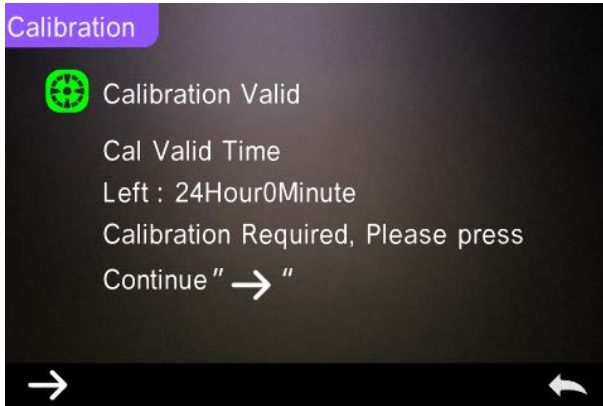 Calibration
Calibration Valid
Cal Valid Time
Left : 24Hour0Minute
Calibration Required, Please press
Continue " → "